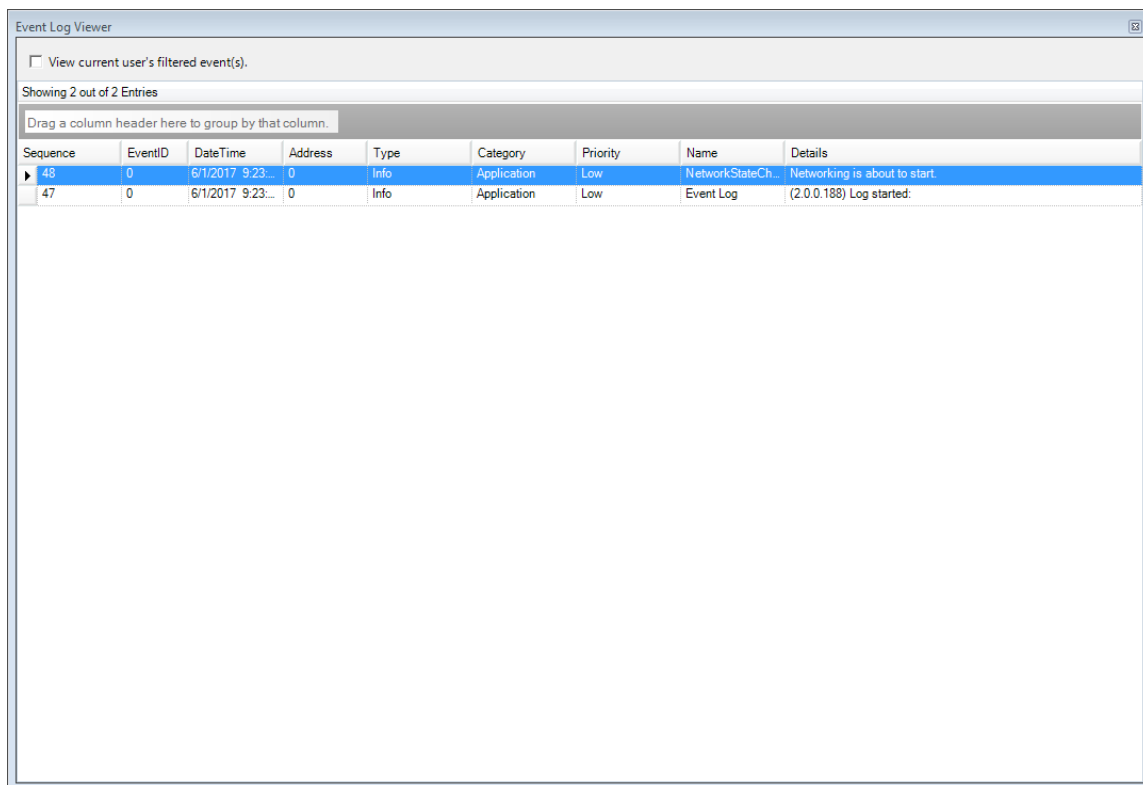 Event Log Viewer
View current user's filtered event(s).
Showing 2 out of 2 Entries
Drag a column header here to group by that column.
Sequence EventID DateTime Address Type Category Priority Name Details
48 0 6/1/2017 9:23:... 0 Info Application Low NetworkStateCh... Networking is about to start.
47 0 6/1/2017 9:23:... 0 Info Application Low Event Log (2.0.0.188) Log started: